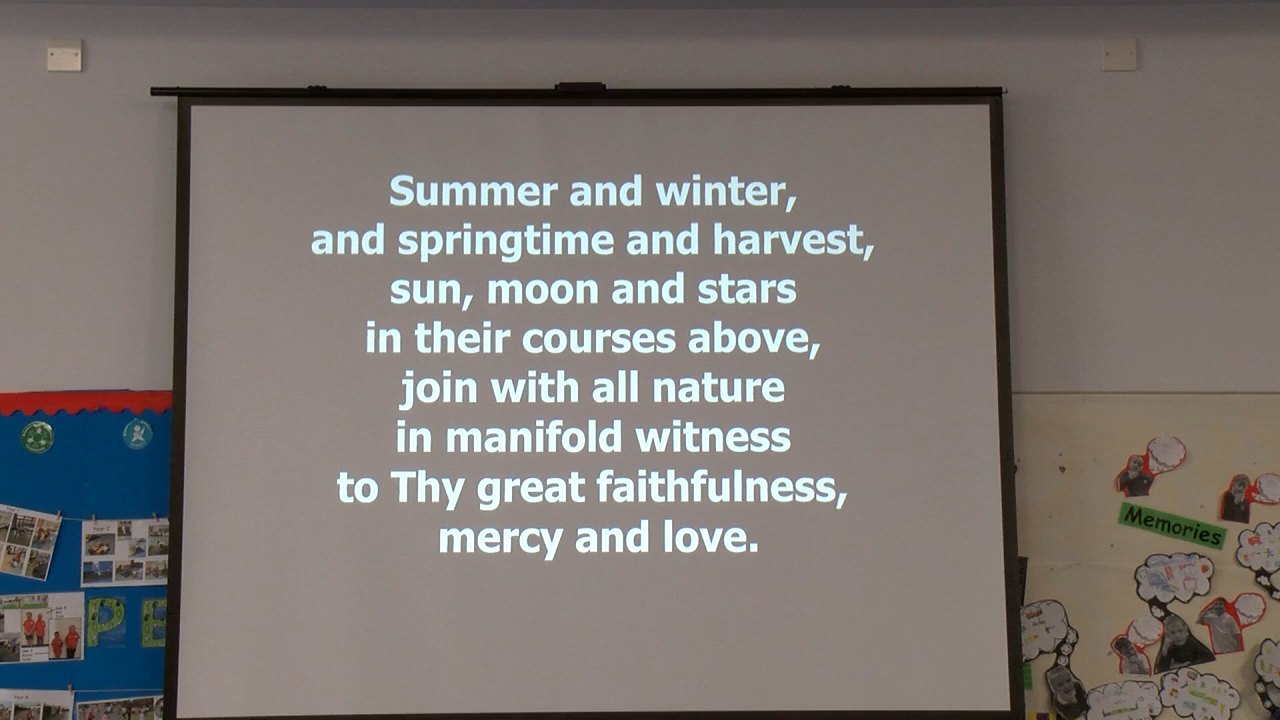 Summer and winter,
and springtime and harvest,
sun, moon and stars
in their courses above,
join with all nature
in manifold witness
to Thy great faithfulness,
mercy and love.
Memories
PE